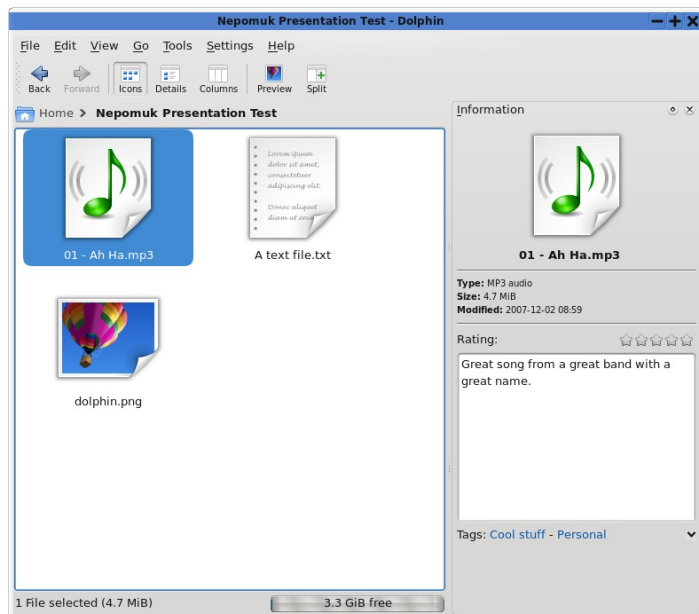 Nepomuk Presentation Test - Dolphin
File Edit View Go Tools Settings Help
Back Forward Icons Details Columns Preview Split
Home > Nepomuk Presentation Test
Information
Lorem ipsum
dolor sit amet,
consectetuer
adipiscing elit.
Donec aliquet
diam ut
01 - Ah Ha.mp3
A text file.txt
01 - Ah Ha.mp3
Type: MP3 audio
Size: 4.7 MiB
Modified: 2007-12-02 08:59
Rating:
Great song from a great band with a
great name.
dolphin.png
Tags: Cool stuff - Personal
1 File selected (4.7 MiB)
3.3 GiB free